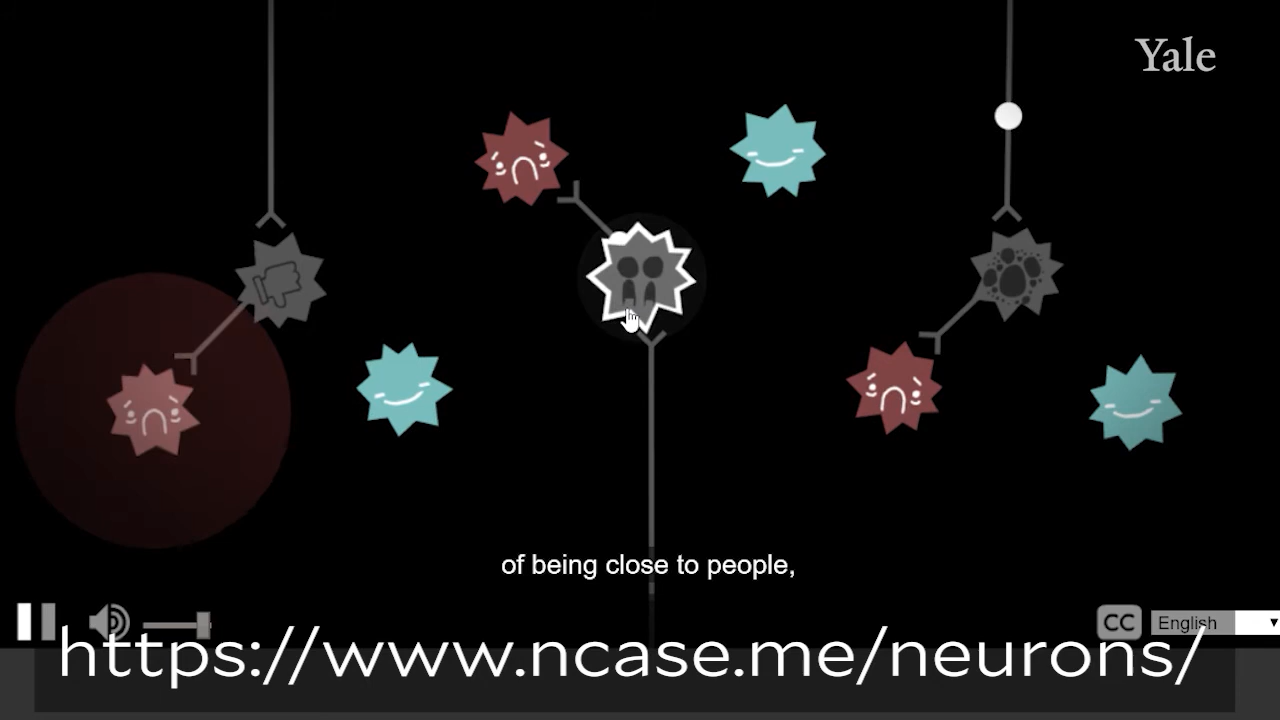 Yale
of being close to people,
CC English
https://www.ncase.me/neurons/